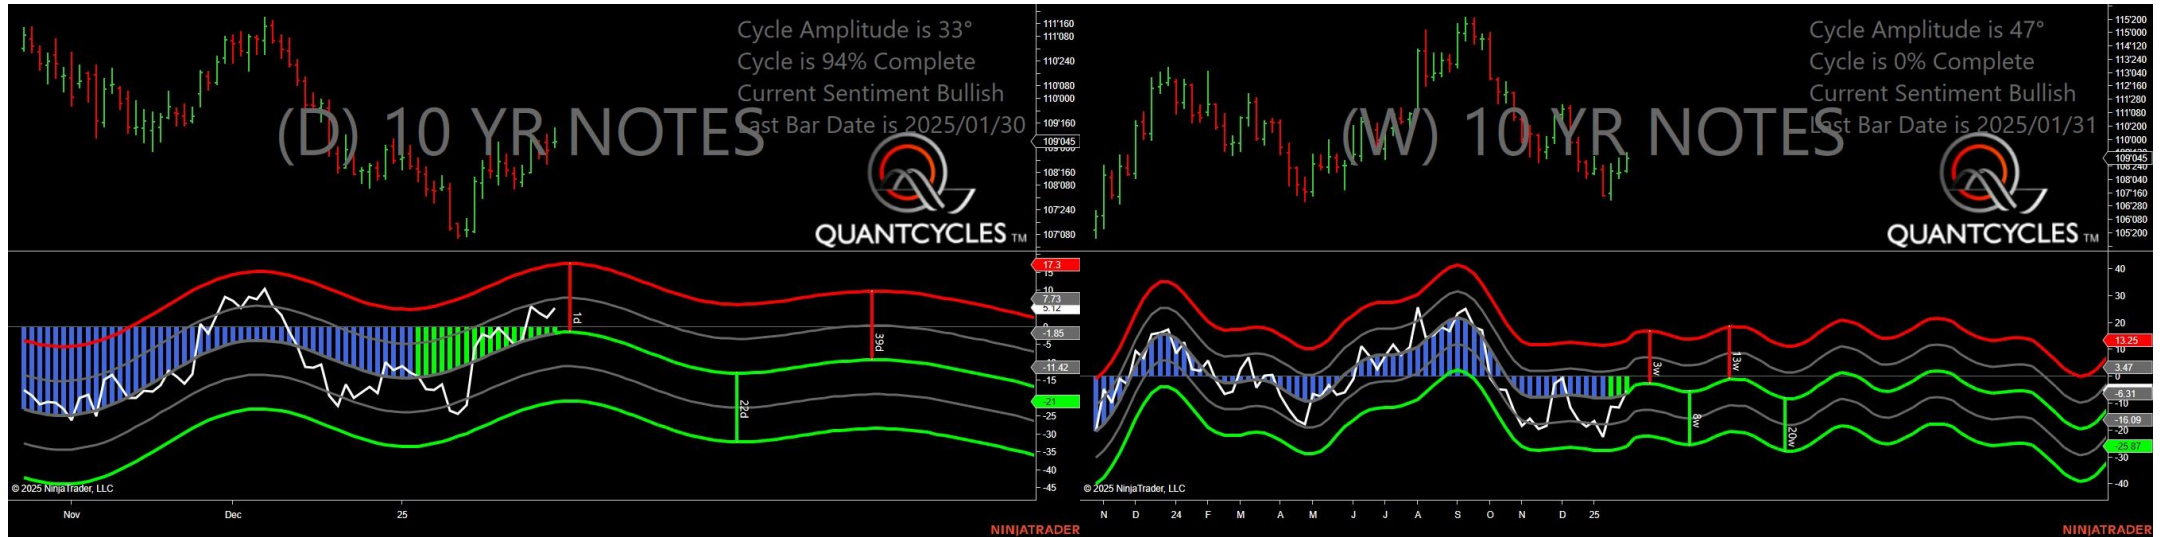 Cycle Amplitude is 33°
Cycle is 94% Complete
Current Sentiment Bullish
Last Bar Date is 2025/01/30
(D) 10 YR NOTES
QUANTCYCLES TM
111'160
111'080
110'240
110'080
110'000
109'160
109'045
108'160
108'080
107'240
107'080
17.3
15
10
7.73
5.12
-1.85
-5
-11.42
-15
-21
-25
-30
-35
-40
-45
1d
22d
39d
© 2025 NinjaTrader, LLC
Nov
Dec
25
NINJATRADER
Cycle Amplitude is 47°
Cycle is 0% Complete
Current Sentiment Bullish
Last Bar Date is 2025/01/31
(W) 10 YR NOTES
QUANTCYCLES TM
115'200
115'000
114'120
113'240
113'040
112'160
111'280
111'080
110'200
110'000
109'045
108'240
108'040
107'160
106'280
106'080
105'200
40
30
20
13.25
10
3.47
0
-6.31
-10
-16.09
-20
-25.87
-30
-40
3w
8w
13w
20w
© 2025 NinjaTrader, LLC
N
D
24
F
M
A
M
J
J
A
S
O
N
D
25
NINJATRADER